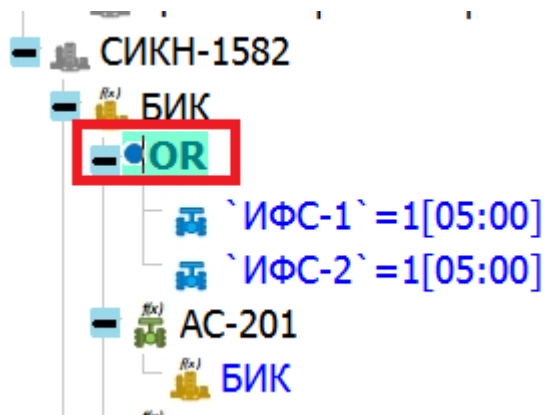 СИКН-1582
f(x) БИК
OR
`ИФС-1`=1[05:00]
`ИФС-2`=1[05:00]
f(x) АС-201
f(x) БИК
f(x)